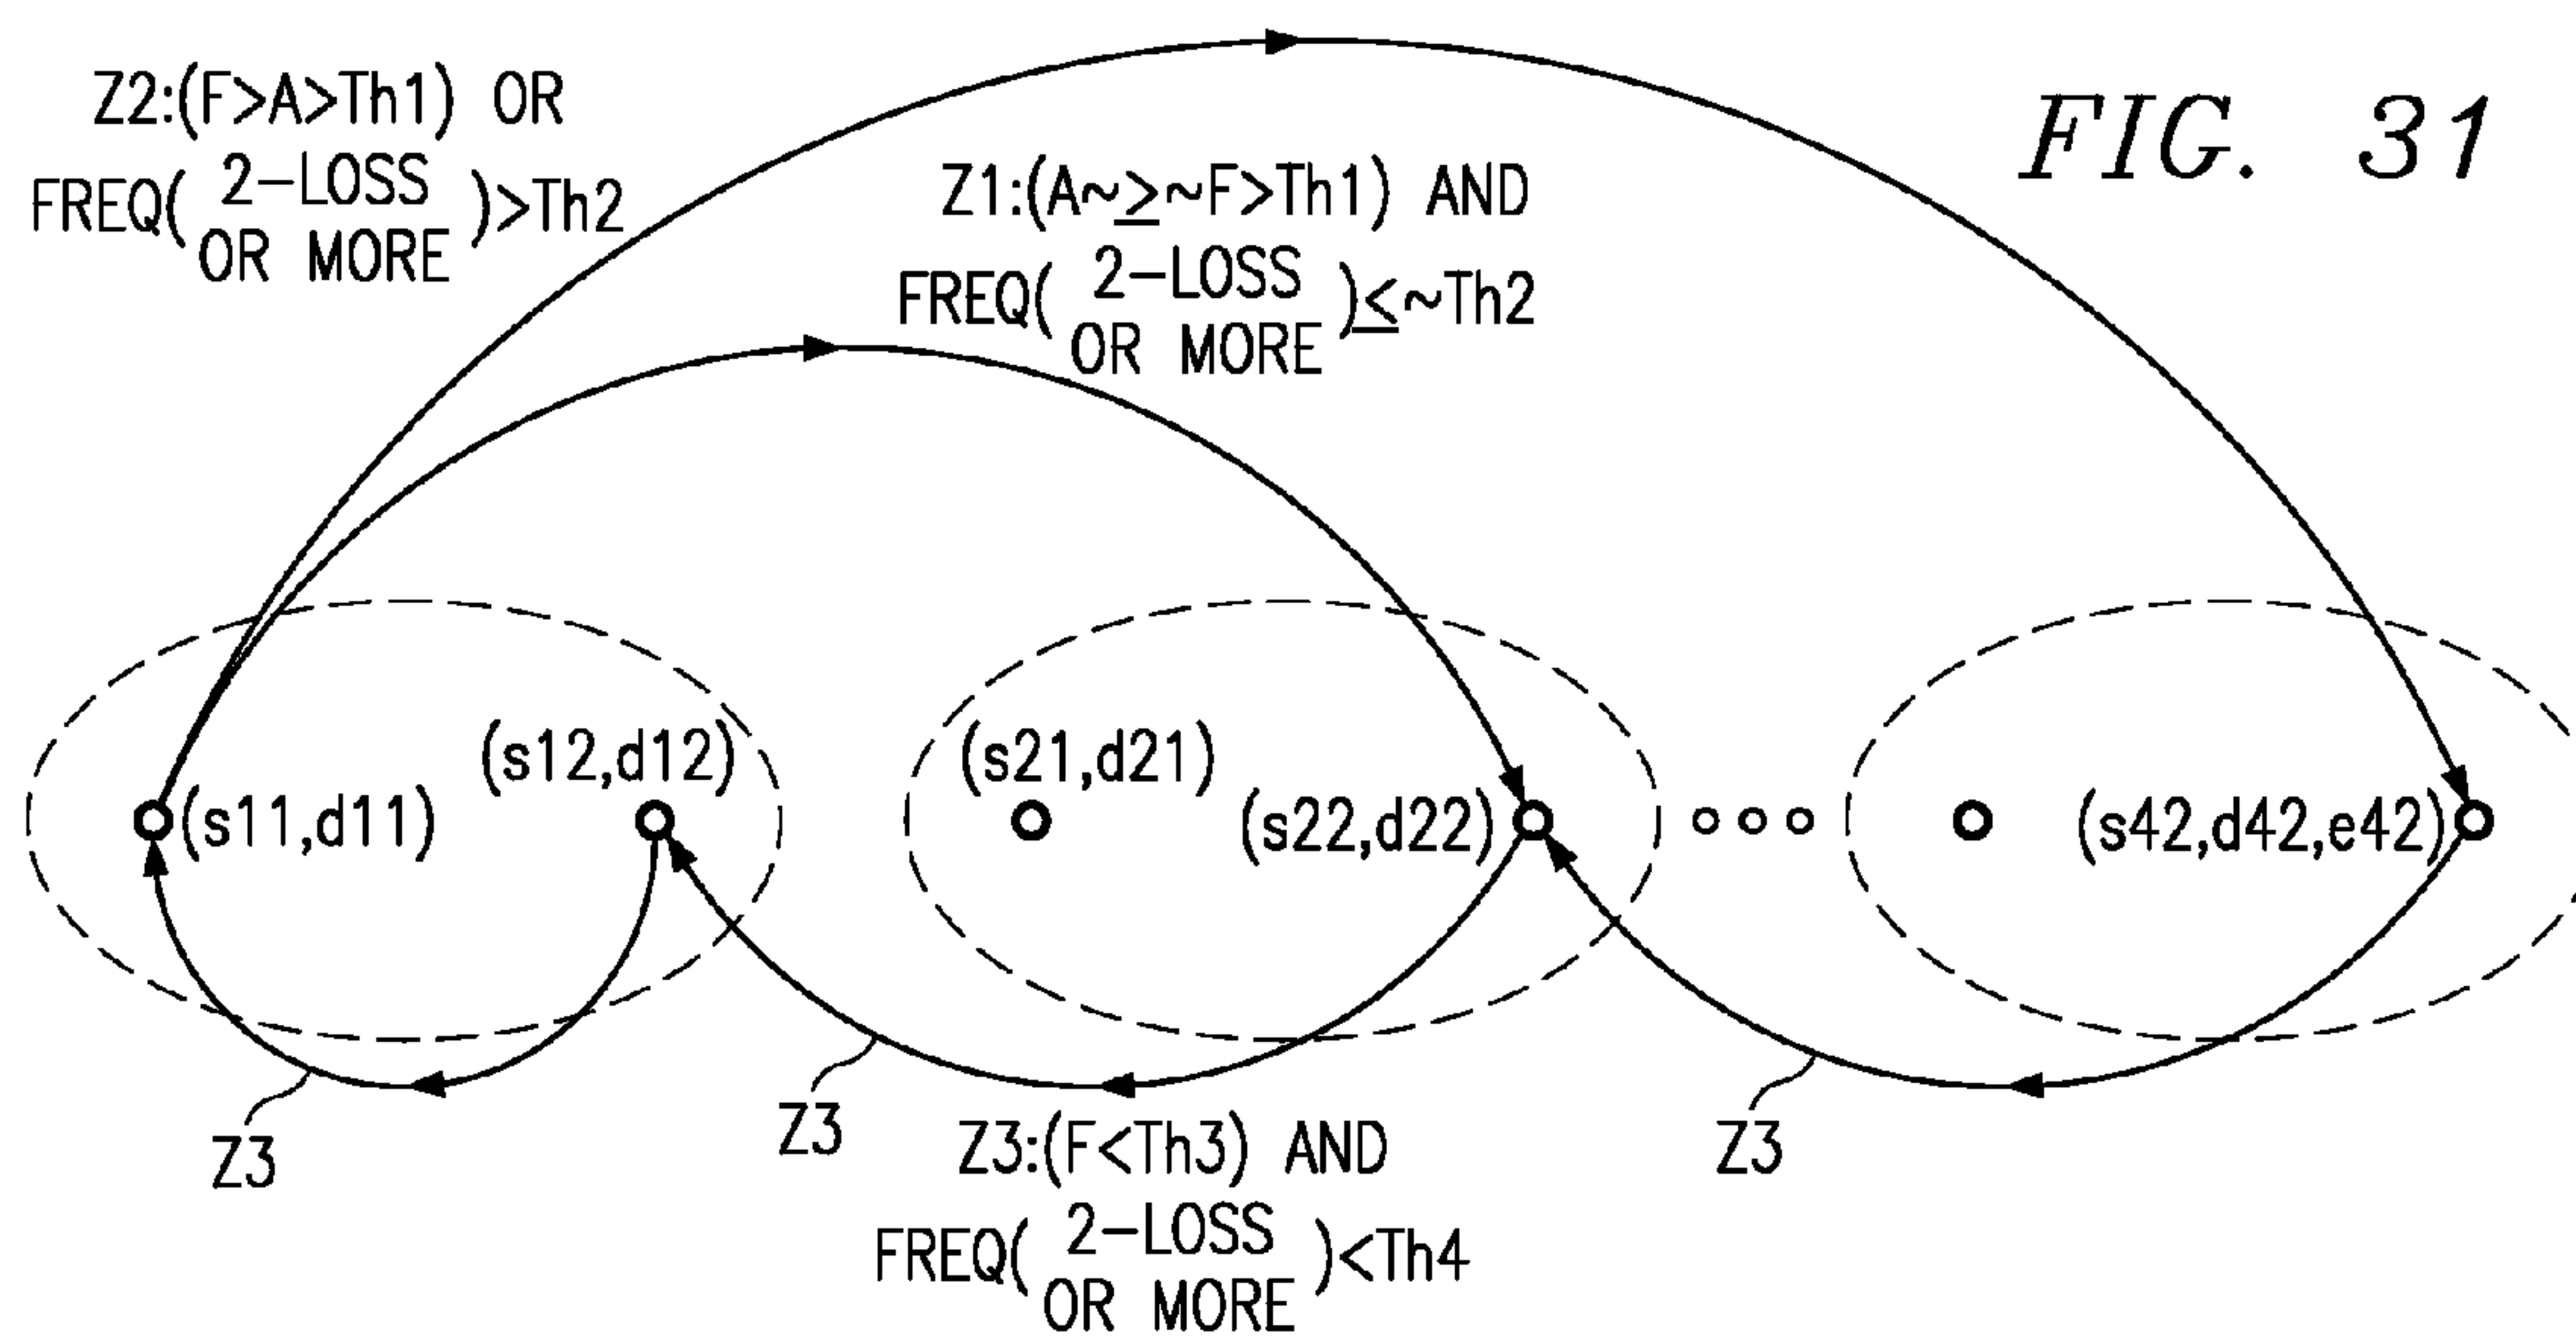 FIG. 31
Z2:(F>A>Th1) OR
FREQ( 2-LOSS OR MORE )>Th2
Z1:(A~≥~F>Th1) AND
FREQ( 2-LOSS OR MORE )≤~Th2
(s12,d12)
(s21,d21)
(s11,d11)
(s22,d22)
(s42,d42,e42)
Z3
Z3
Z3
Z3:(F<Th3) AND
FREQ( 2-LOSS OR MORE )<Th4